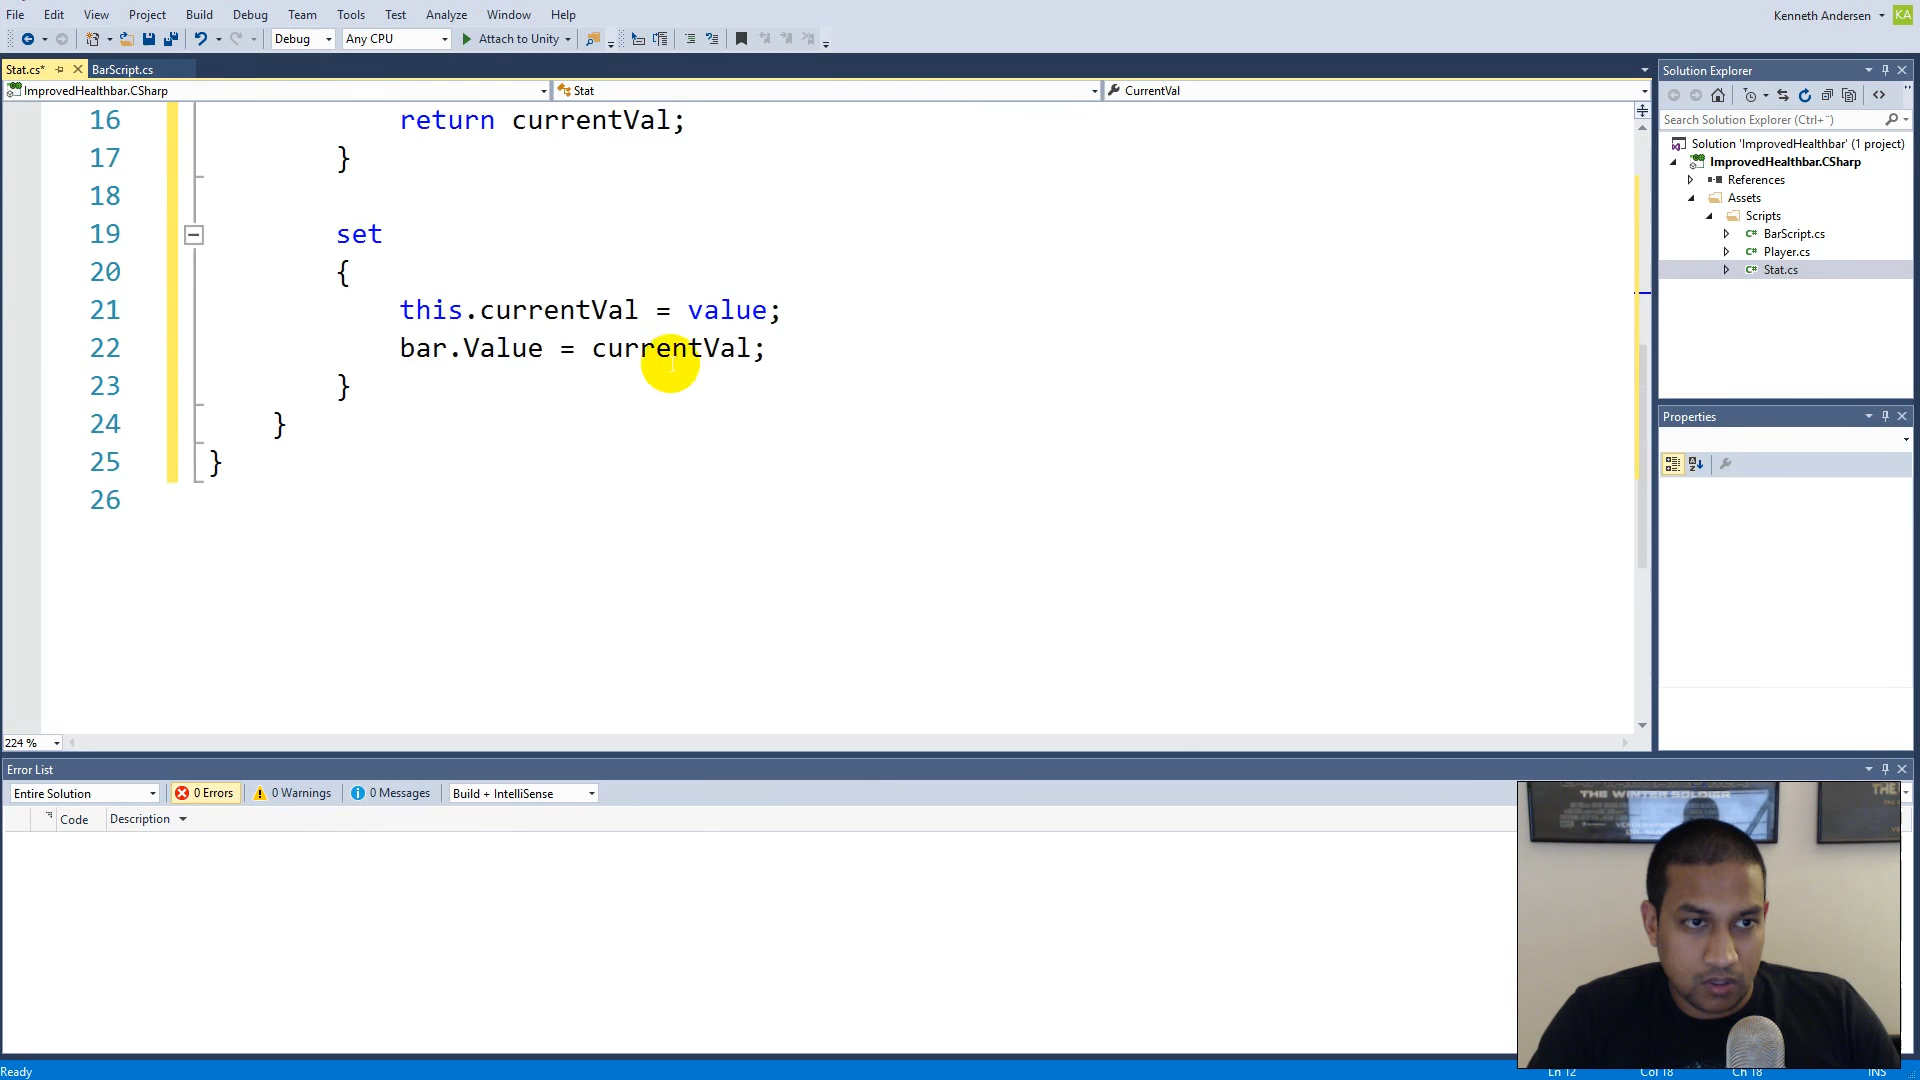 File Edit View Project Build Debug Team Tools Test Analyze Window Help
Kenneth Andersen KA
Debug Any CPU Attach to Unity
Stat.cs* BarScript.cs
ImprovedHealthbar.CSharp Stat CurrentVal
16 return currentVal;
17 }
18
19 set
20 {
21 this.currentVal = value;
22 bar.Value = currentVal;
23 }
24 }
25 }
26
224 %
Solution Explorer
Search Solution Explorer (Ctrl+¨)
Solution 'ImprovedHealthbar' (1 project)
ImprovedHealthbar.CSharp
References
Assets
Scripts
BarScript.cs
Player.cs
Stat.cs
Properties
Error List
Entire Solution 0 Errors 0 Warnings 0 Messages Build + IntelliSense
Code Description
THE WINTER SOLDIER
THE
Ready Ln 12 Col 18 Ch 18 INS